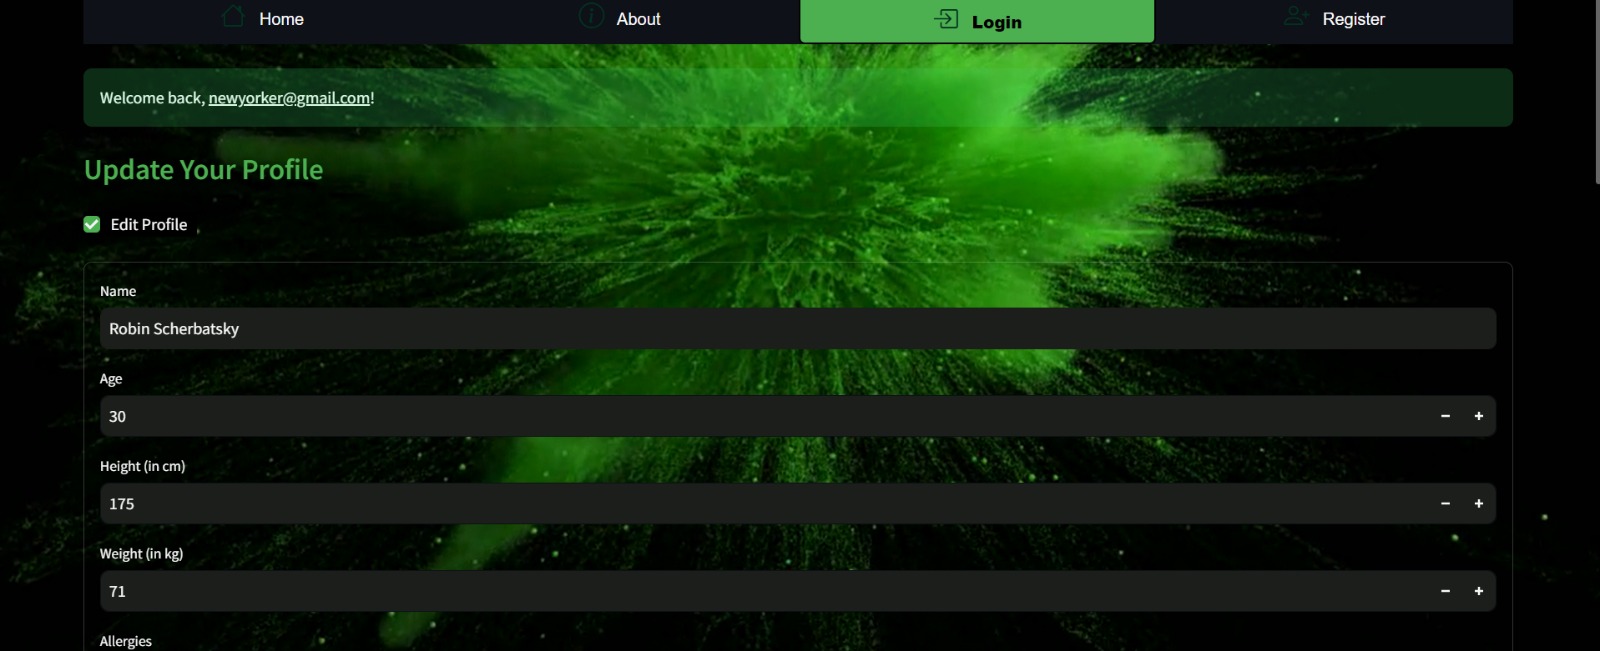 Home About Login Register
Welcome back, newyorker@gmail.com!
Update Your Profile
Edit Profile
Name
Robin Scherbatsky
Age
30 − +
Height (in cm)
175 − +
Weight (in kg)
71 − +
Allergies